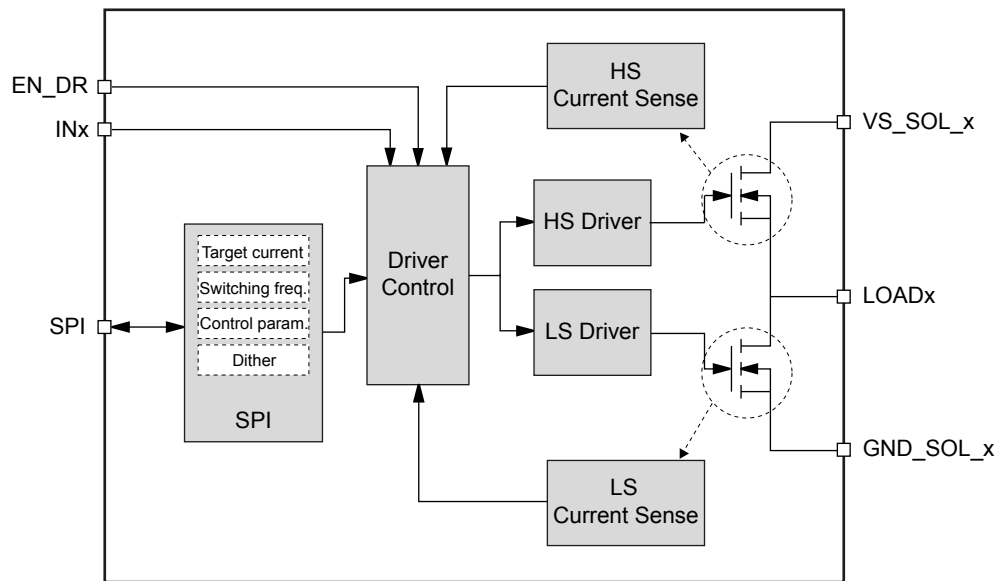 EN_DR
INx
SPI
Target current
Switching freq.
Control param.
Dither
SPI
Driver
Control
HS
Current Sense
HS Driver
LS Driver
LS
Current Sense
VS_SOL_x
LOADx
GND_SOL_x